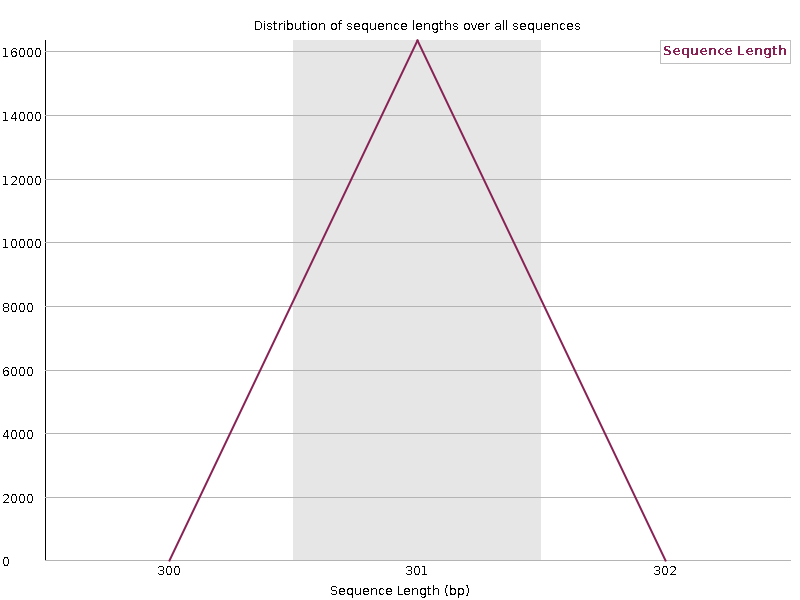 Distribution of sequence lengths over all sequences
Sequence Length
16000
14000
12000
10000
8000
6000
4000
2000
0
300 301 302
Sequence Length (bp)